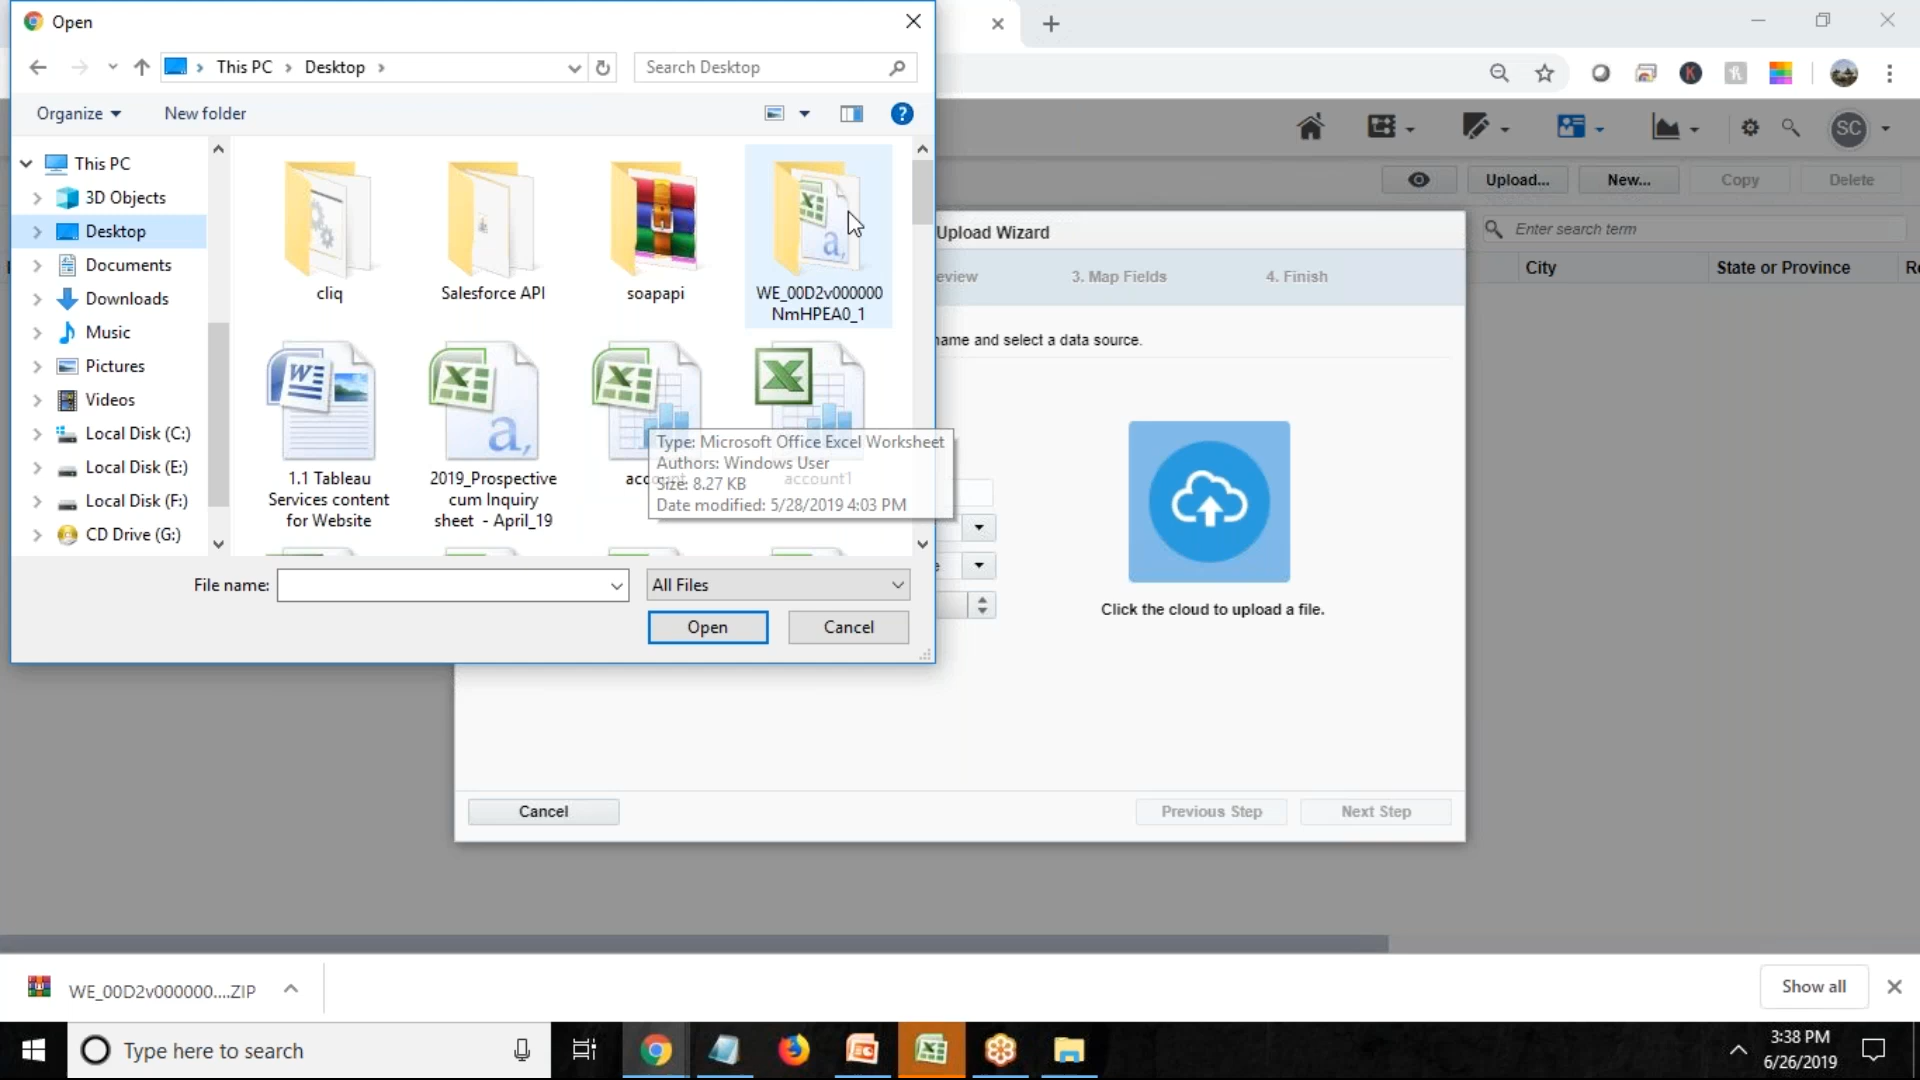 Open
This PC
Desktop
Search Desktop
Organize
New folder
This PC
3D Objects
Desktop
Documents
Downloads
Music
Pictures
Videos
Local Disk (C:)
Local Disk (E:)
Local Disk (F:)
CD Drive (G:)
cliq
Salesforce API
soapapi
WE_00D2v000000
NmHPEA0_1
1.1 Tableau
Services content
for Website
2019_Prospective
cum Inquiry
sheet - April_19
account1
Type: Microsoft Office Excel Worksheet
Authors: Windows User
Size: 8.27 KB
Date modified: 5/28/2019 4:03 PM
File name:
All Files
Open
Cancel
SC
Upload...
New...
Copy
Delete
Enter search term
City
State or Province
Upload Wizard
3. Map Fields
4. Finish
and select a data source.
Click the cloud to upload a file.
Cancel
Previous Step
Next Step
WE_00D2v000000....ZIP
Show all
Type here to search
3:38 PM
6/26/2019